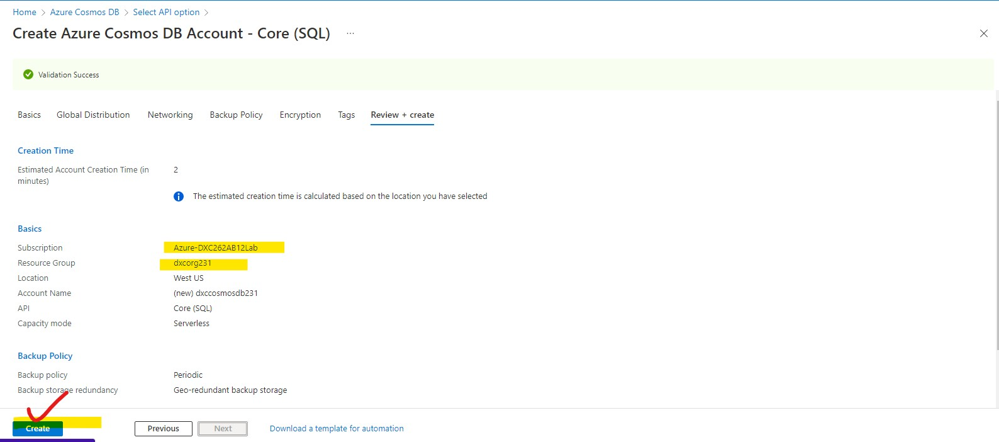 Home > Azure Cosmos DB > Select API option >
Create Azure Cosmos DB Account - Core (SQL) ...
Validation Success
Basics Global Distribution Networking Backup Policy Encryption Tags Review + create
Creation Time
Estimated Account Creation Time (in 2
minutes)
The estimated creation time is calculated based on the location you have selected
Basics
Subscription Azure-DXC262AB12Lab
Resource Group dxcorg231
Location West US
Account Name (new) dxccosmosdb231
API Core (SQL)
Capacity mode Serverless
Backup Policy
Backup policy Periodic
Backup storage redundancy Geo-redundant backup storage
Create Previous Next Download a template for automation